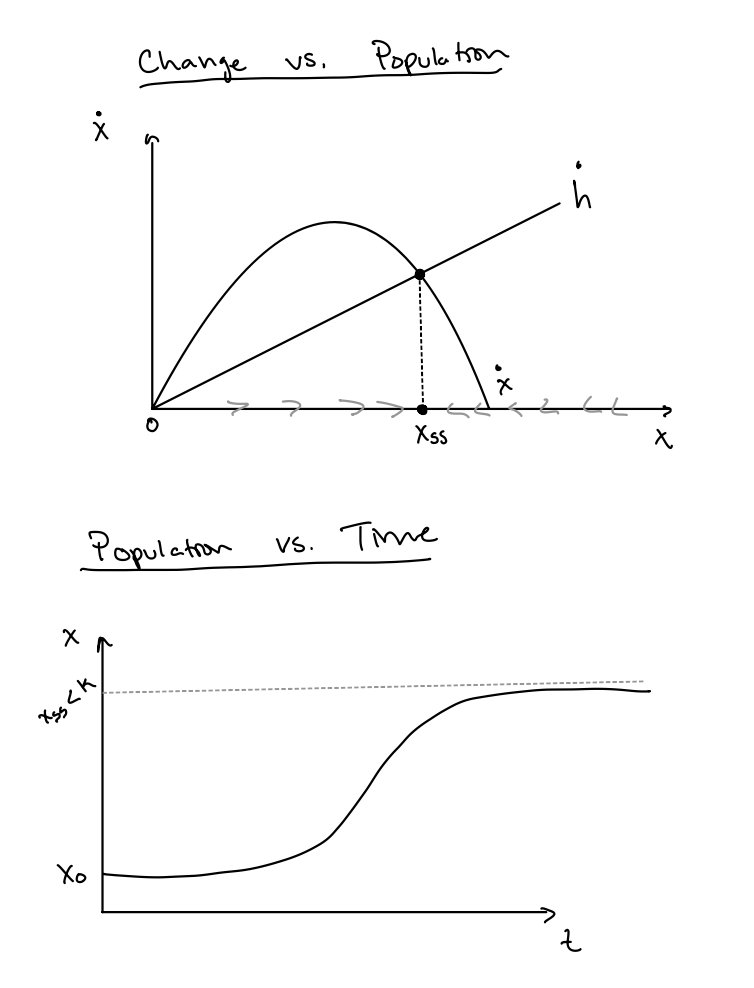 Change vs. Population
ẋ
ḣ
ẋ
0
xss
x
Population vs. Time
x
xss < K
x0
t